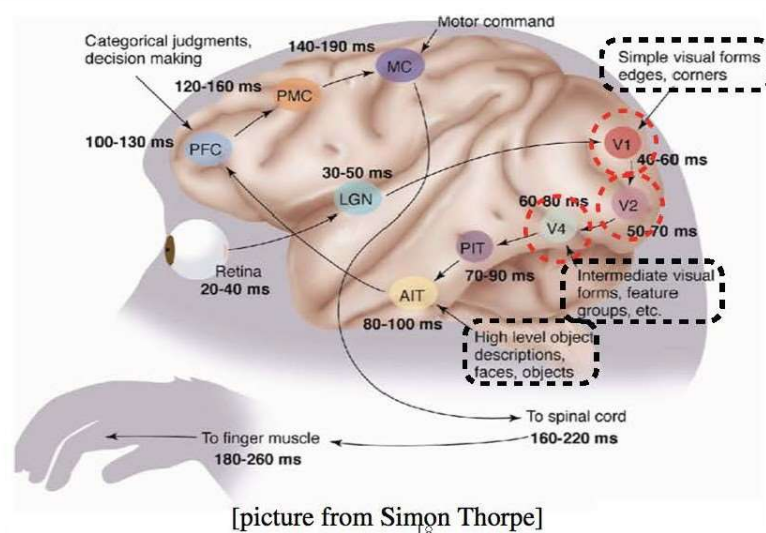 Motor command
Categorical judgments,
decision making
140-190 ms
MC
Simple visual forms
edges, corners
120-160 ms
PMC
100-130 ms
PFC
V1
40-60 ms
30-50 ms
LGN
60-80 ms
V2
V4
50-70 ms
PIT
70-90 ms
Retina
20-40 ms
AIT
80-100 ms
Intermediate visual
forms, feature
groups, etc.
High level object
descriptions,
faces, objects
To spinal cord
160-220 ms
To finger muscle
180-260 ms
[picture from Simon Thorpe]